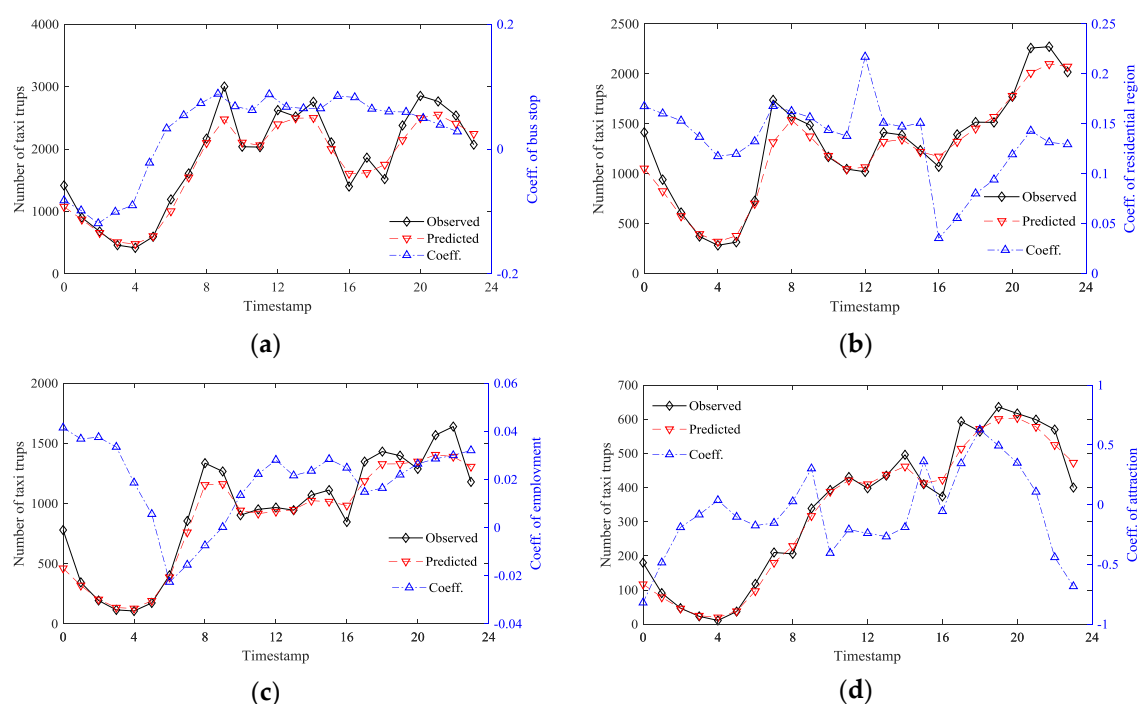 4000
3000
2000
1000
0
Number of taxi trups
0.2
0
-0.2
Coeff. of bus stop
Observed
Predicted
Coeff.
0 4 8 12 16 20 24
Timestamp
(a)
2500
2000
1500
1000
500
0
Number of taxi trups
0.25
0.2
0.15
0.1
0.05
0
Coeff. of residential region
Observed
Predicted
Coeff.
0 4 8 12 16 20 24
Timestamp
(b)
2000
1500
1000
500
0
Number of taxi trups
0.06
0.04
0.02
0
-0.02
-0.04
Coeff. of employment
Observed
Predicted
Coeff.
0 4 8 12 16 20 24
Timestamp
(c)
700
600
500
400
300
200
100
0
Number of taxi trups
1
0.5
0
-0.5
-1
Coeff. of attraction
Observed
Predicted
Coeff.
0 4 8 12 16 20 24
Timestamp
(d)